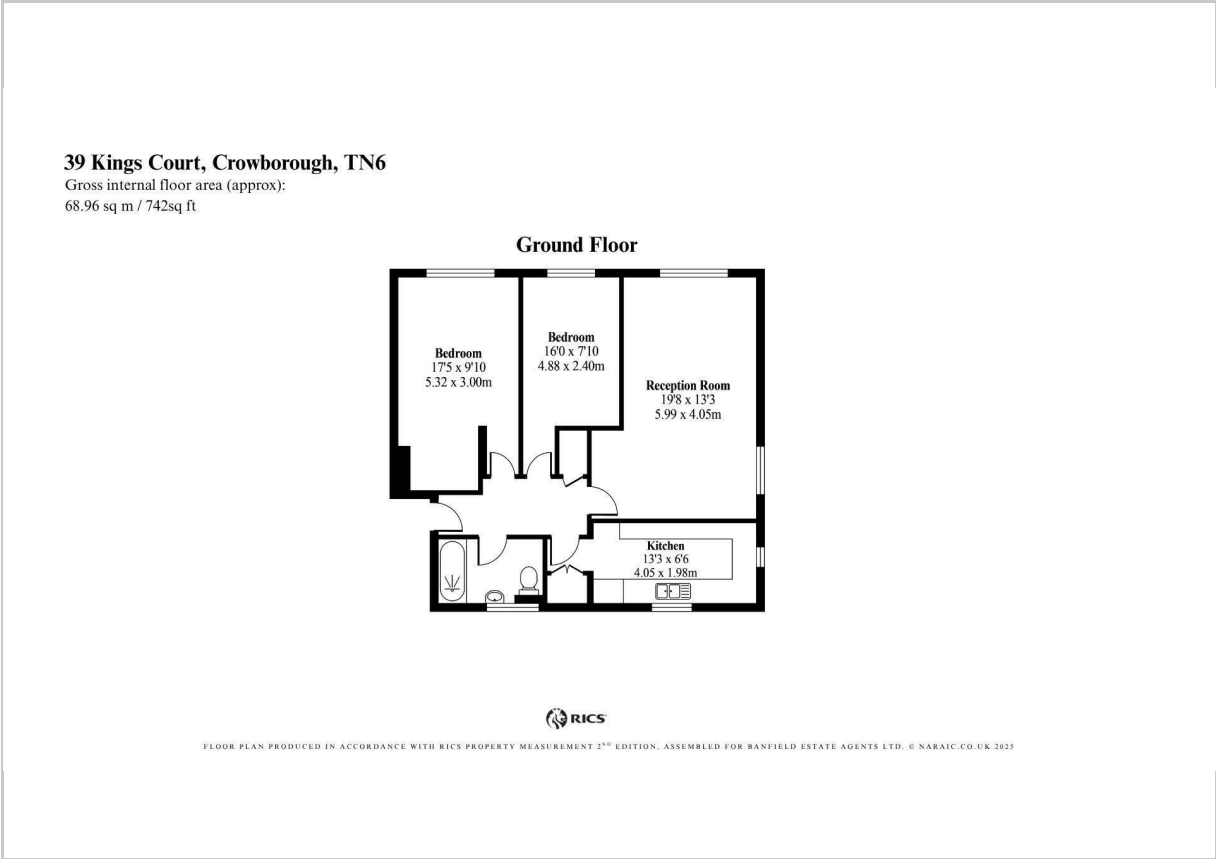 39 Kings Court, Crowborough, TN6
Gross internal floor area (approx):
68.96 sq m / 742sq ft
Ground Floor
Bedroom
17'5 x 9'10
5.32 x 3.00m
Bedroom
16'0 x 7'10
4.88 x 2.40m
Reception Room
19'8 x 13'3
5.99 x 4.05m
Kitchen
13'3 x 6'6
4.05 x 1.98m
RICS
FLOOR PLAN PRODUCED IN ACCORDANCE WITH RICS PROPERTY MEASUREMENT 2ND EDITION, ASSEMBLED FOR BANFIELD ESTATE AGENTS LTD. © NARAIC.CO.UK 2025